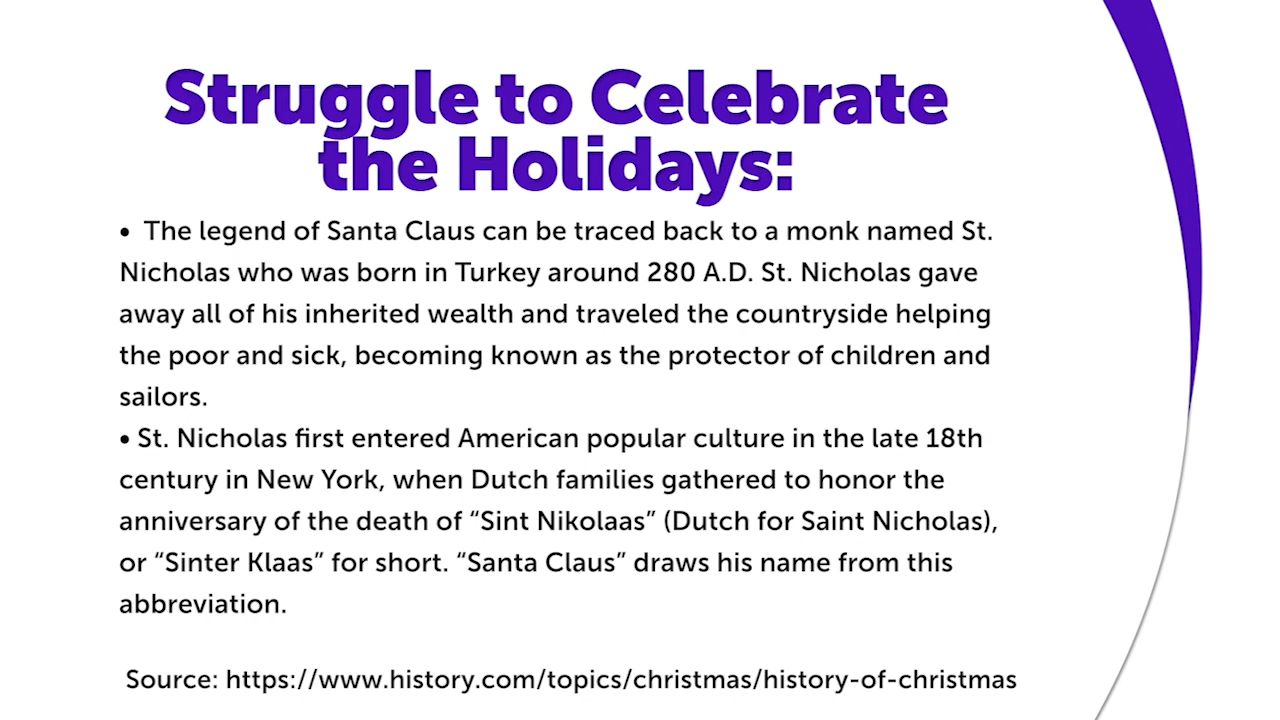 Struggle to Celebrate
the Holidays:
• The legend of Santa Claus can be traced back to a monk named St.
Nicholas who was born in Turkey around 280 A.D. St. Nicholas gave
away all of his inherited wealth and traveled the countryside helping
the poor and sick, becoming known as the protector of children and
sailors.
• St. Nicholas first entered American popular culture in the late 18th
century in New York, when Dutch families gathered to honor the
anniversary of the death of “Sint Nikolaas” (Dutch for Saint Nicholas),
or “Sinter Klaas” for short. “Santa Claus” draws his name from this
abbreviation.
Source: https://www.history.com/topics/christmas/history-of-christmas